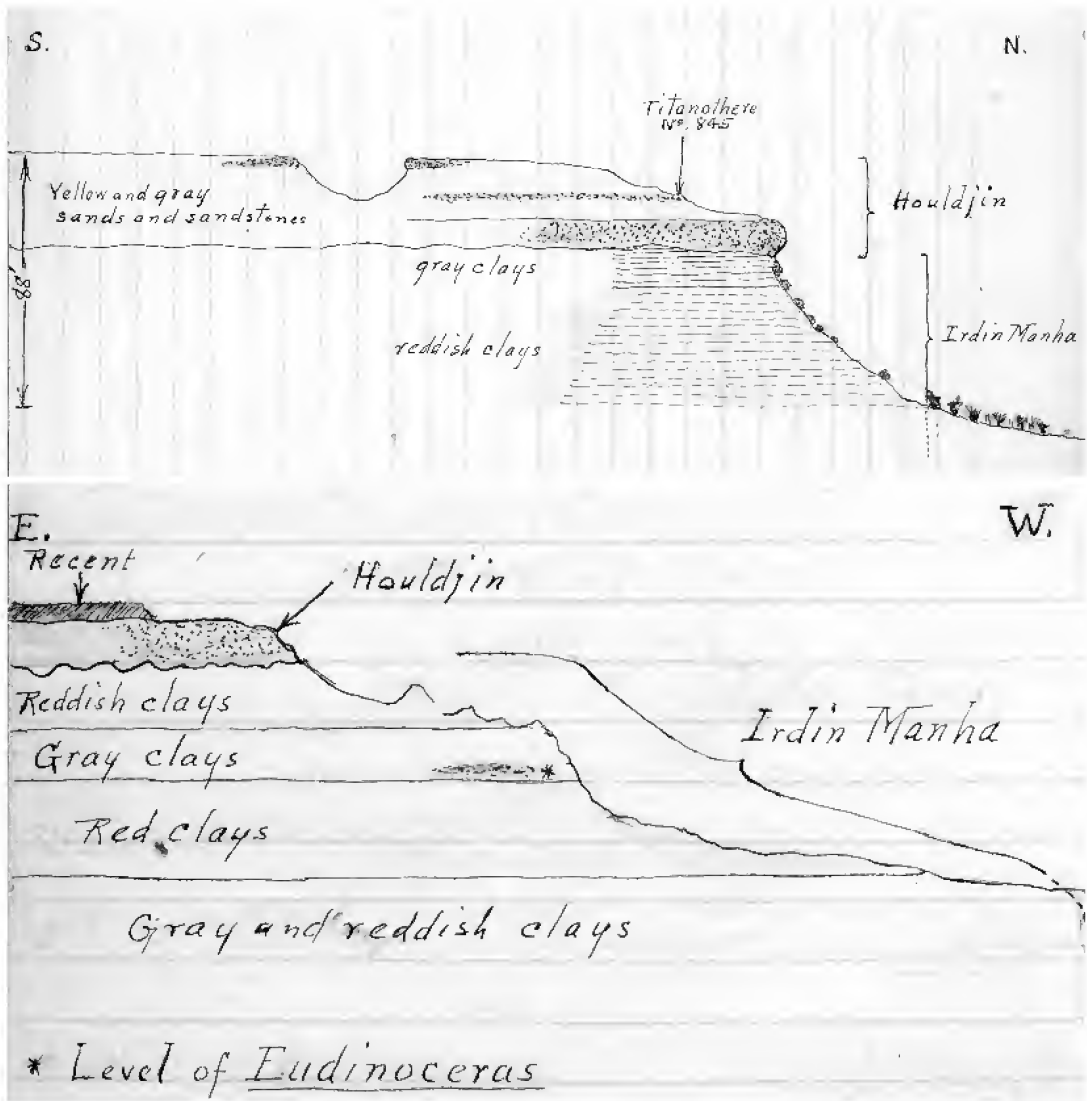 S.
N.
Titanothere
No. 845
Yellow and gray
sands and sandstones
Houldjin
gray clays
88'
reddish clays
Irdin Manha
E.
W.
Recent
Houldjin
Reddish clays
Irdin Manha
Gray clays
Red clays
Gray and reddish clays
* Level of Eudinoceras